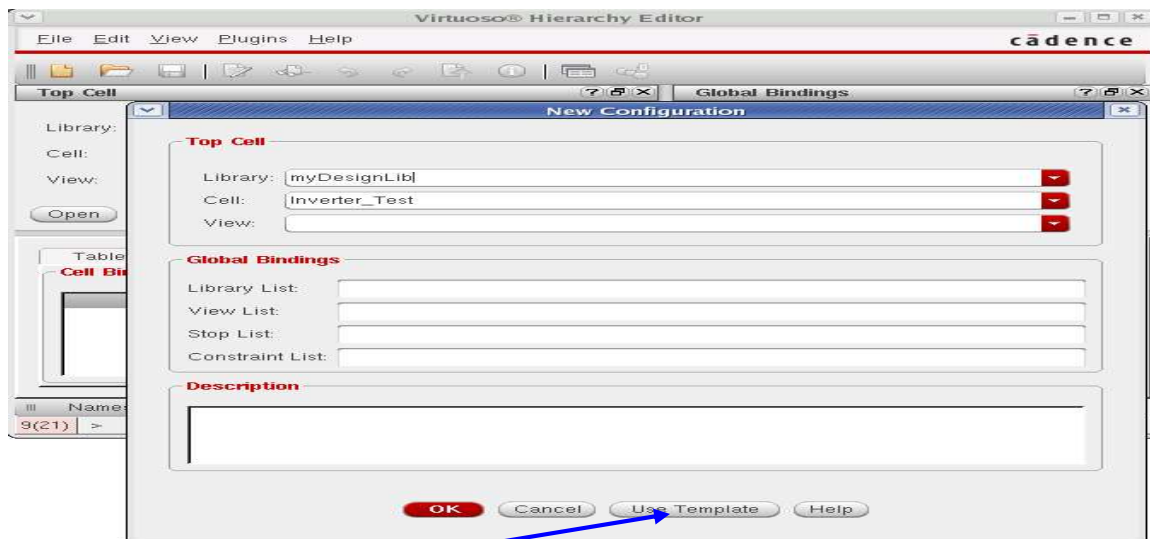 Virtuoso® Hierarchy Editor
File Edit View Plugins Help
cādence
Top Cell
Global Bindings
New Configuration
Library:
Cell:
View:
Open
Top Cell
Library: myDesignLib
Cell: Inverter_Test
View:
Table
Cell Bi
Global Bindings
Library List:
View List:
Stop List:
Constraint List:
Description
Name
9(21) >
OK Cancel Use Template Help